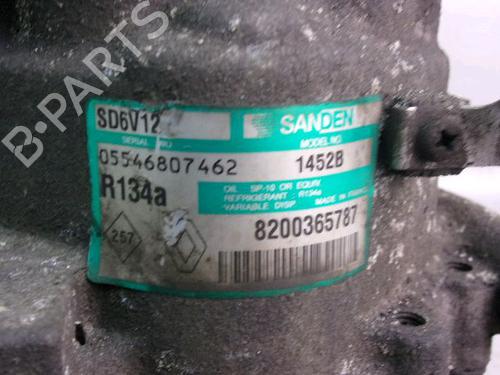 SD6V12
SANDEN
SERIAL NO
MODEL NO
05546807462
1452B
R134a
OIL SP-10 OR EQUIV.
REFRIGERANT : R134a
VARIABLE DISP MADE IN FRANCE
257
8200365787